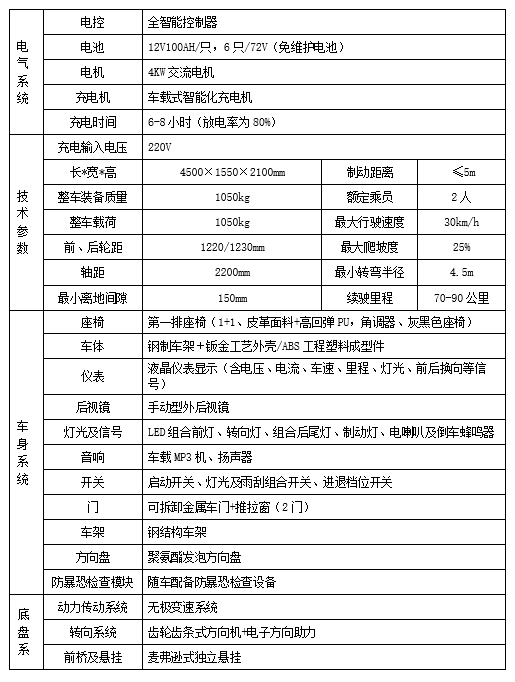 电气系统
电控 全智能控制器
电池 12V100AH/只，6只/72V（免维护电池）
电机 4KW交流电机
充电机 车载式智能化充电机
充电时间 6-8小时（放电率为80%）
技术参数
充电输入电压 220V
长*宽*高 4500×1550×2100mm 制动距离 ≤5m
整车装备质量 1050kg 额定乘员 2人
整车载荷 1050kg 最大行驶速度 30km/h
前、后轮距 1220/1230mm 最大爬坡度 25%
轴距 2200mm 最小转弯半径 4.5m
最小离地间隙 150mm 续驶里程 70-90公里
车身系统
座椅 第一排座椅（1+1、皮革面料+高回弹PU，角调器、灰黑色座椅）
车体 钢制车架＋钣金工艺外壳/ABS工程塑料成型件
仪表 液晶仪表显示（含电压、电流、车速、里程、灯光、前后换向等信
号）
后视镜 手动型外后视镜
灯光及信号 LED组合前灯、转向灯、组合后尾灯、制动灯、电喇叭及倒车蜂鸣器
音响 车载MP3机、扬声器
开关 启动开关、灯光及雨刮组合开关、进退档位开关
门 可拆卸金属车门+推拉窗（2门）
车架 钢结构车架
方向盘 聚氨酯发泡方向盘
防暴恐检查模块 随车配备防暴恐检查设备
底盘系
动力传动系统 无极变速系统
转向系统 齿轮齿条式方向机+电子方向助力
前桥及悬挂 麦弗逊式独立悬挂